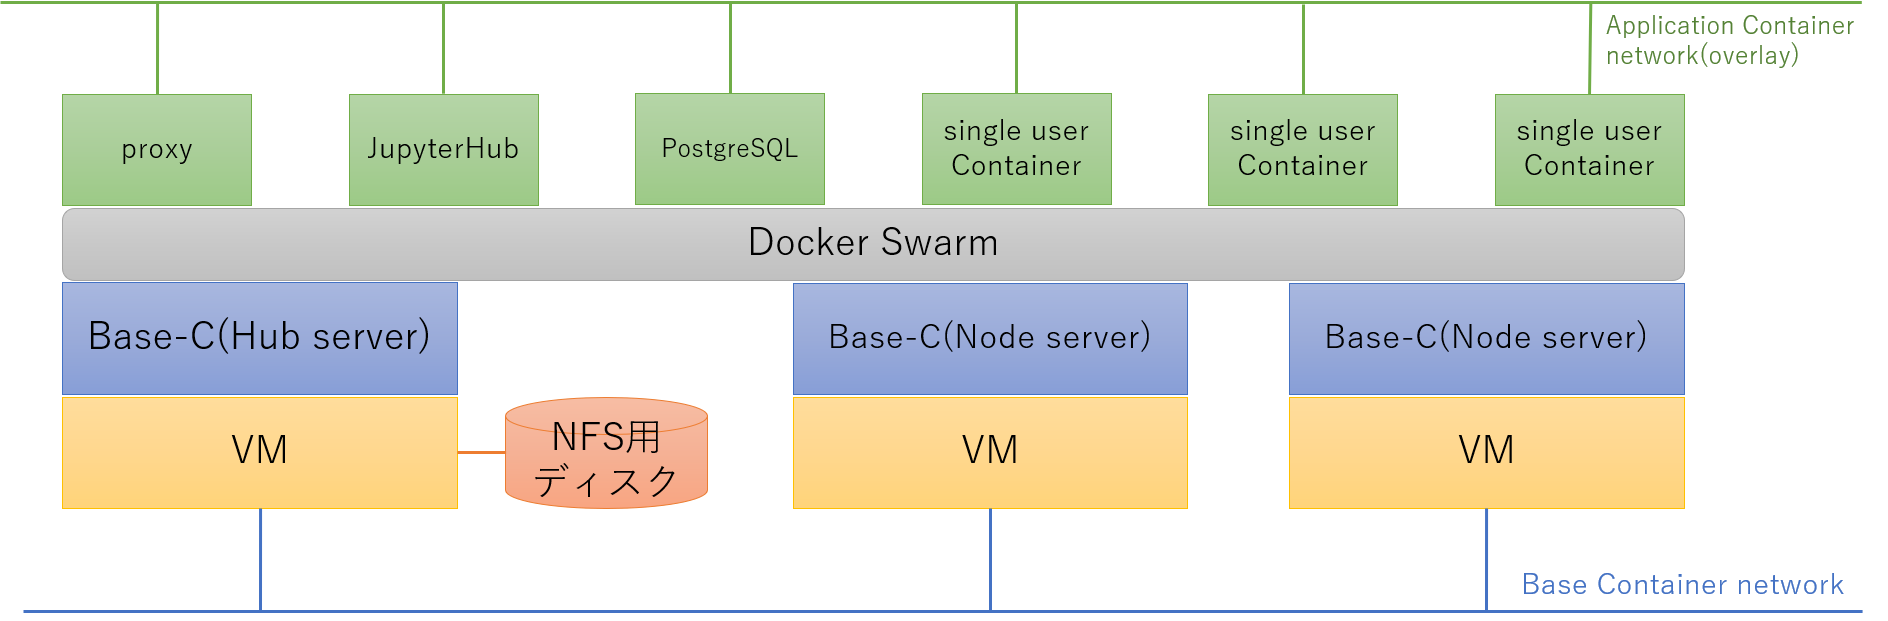 Application Container
network(overlay)
proxy
JupyterHub
PostgreSQL
single user
Container
single user
Container
single user
Container
Docker Swarm
Base-C(Hub server)
Base-C(Node server)
Base-C(Node server)
VM
NFS用
ディスク
VM
VM
Base Container network